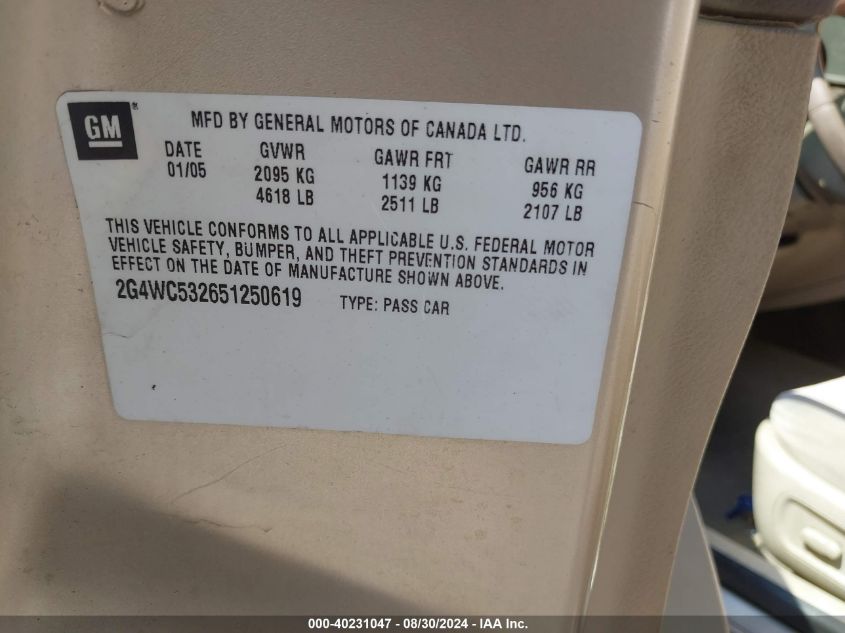 GM
MFD BY GENERAL MOTORS OF CANADA LTD.
DATE GVWR GAWR FRT GAWR RR
01/05 2095 KG 1139 KG 956 KG
4618 LB 2511 LB 2107 LB
THIS VEHICLE CONFORMS TO ALL APPLICABLE U.S. FEDERAL MOTOR
VEHICLE SAFETY, BUMPER, AND THEFT PREVENTION STANDARDS IN
EFFECT ON THE DATE OF MANUFACTURE SHOWN ABOVE.
2G4WC532651250619 TYPE: PASS CAR
000-40231047 - 08/30/2024 - IAA Inc.